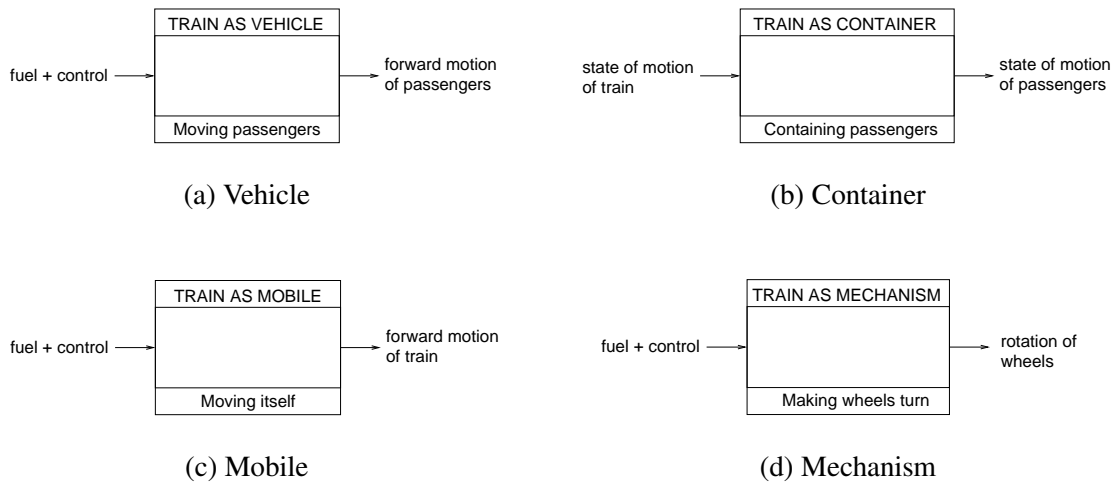 TRAIN AS VEHICLE
fuel + control
forward motion
of passengers
Moving passengers
(a) Vehicle
TRAIN AS CONTAINER
state of motion
of train
state of motion
of passengers
Containing passengers
(b) Container
TRAIN AS MOBILE
fuel + control
forward motion
of train
Moving itself
(c) Mobile
TRAIN AS MECHANISM
fuel + control
rotation of
wheels
Making wheels turn
(d) Mechanism